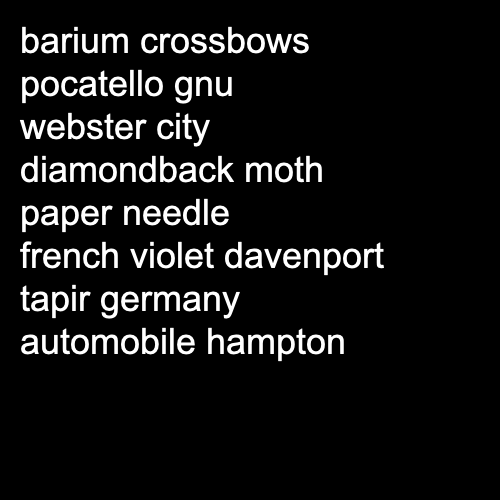 barium crossbows
pocatello gnu
webster city
diamondback moth
paper needle
french violet davenport
tapir germany
automobile hampton